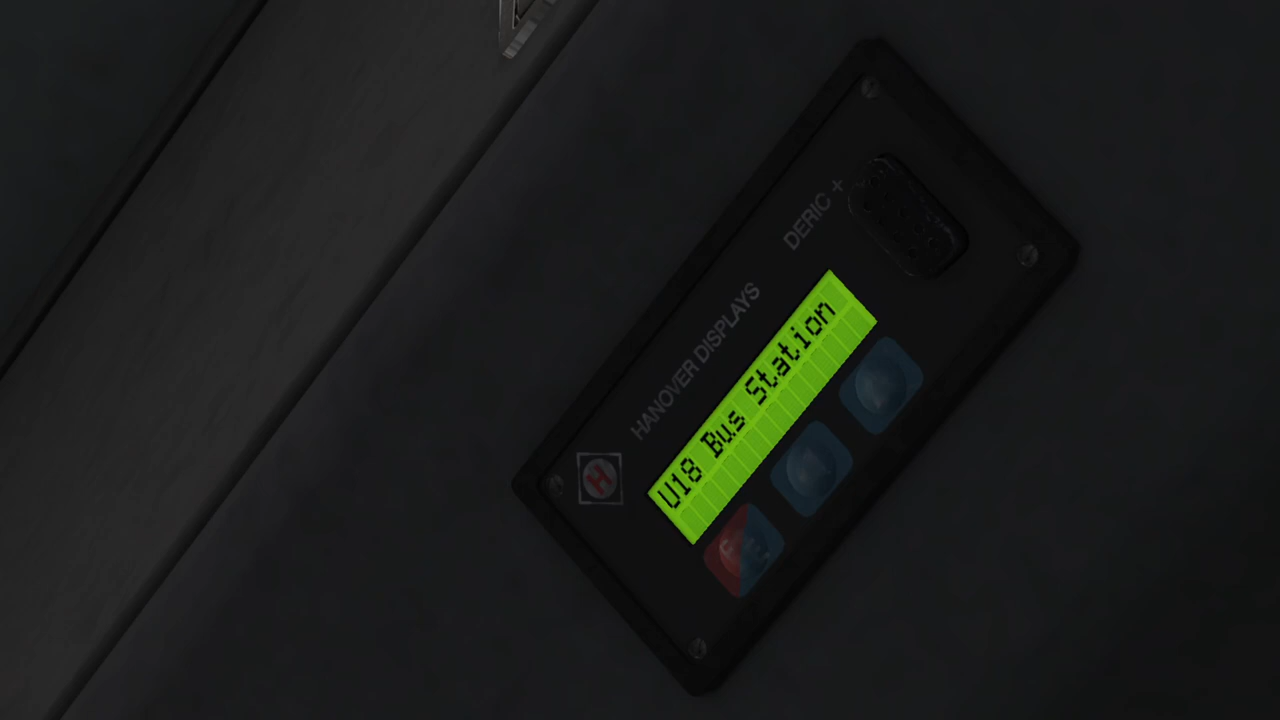 HANOVER DISPLAYS
DERIC +
H
U18 Bus Station
F